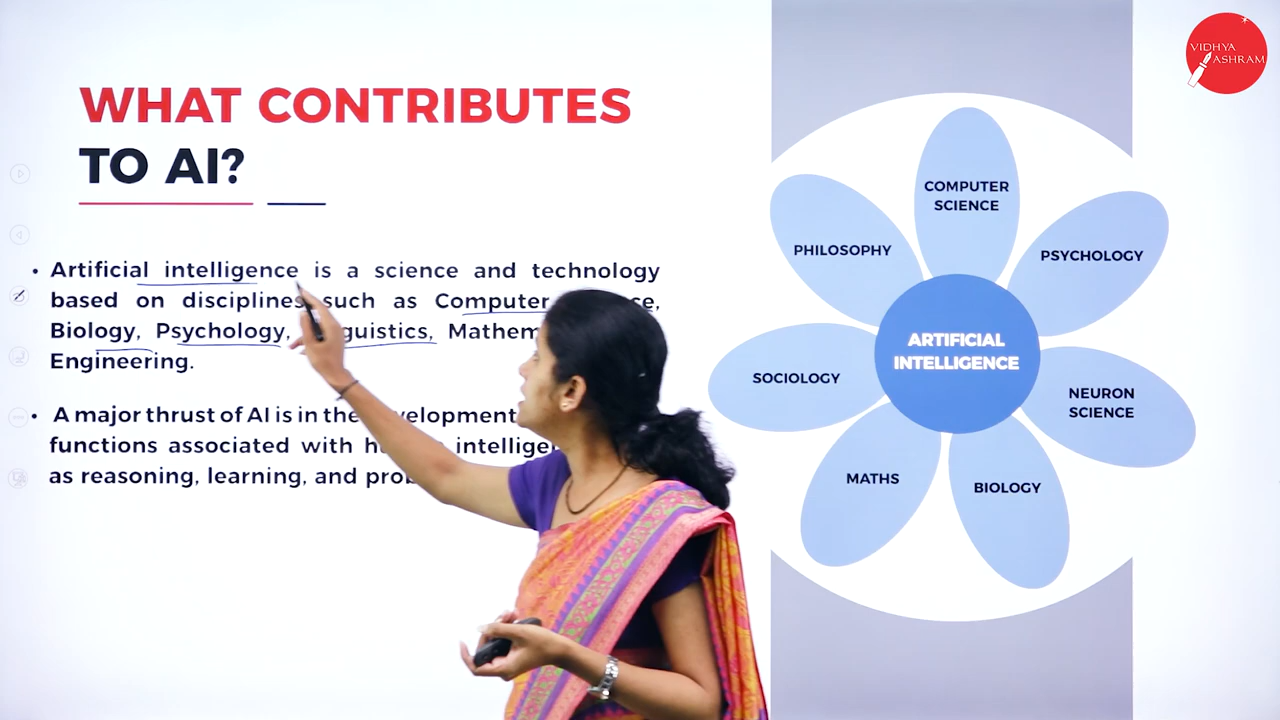 WHAT CONTRIBUTES
TO AI?
• Artificial intelligence is a science and technology
based on disciplines such as Computer
Biology, Psychology, Linguistics,
Engineering.
• A major thrust of AI is in the development
functions associated with
as reasoning, learning, and
COMPUTER
SCIENCE
PHILOSOPHY
PSYCHOLOGY
ARTIFICIAL
INTELLIGENCE
SOCIOLOGY
NEURON
SCIENCE
MATHS
BIOLOGY
VIDHYA
ASHRAM